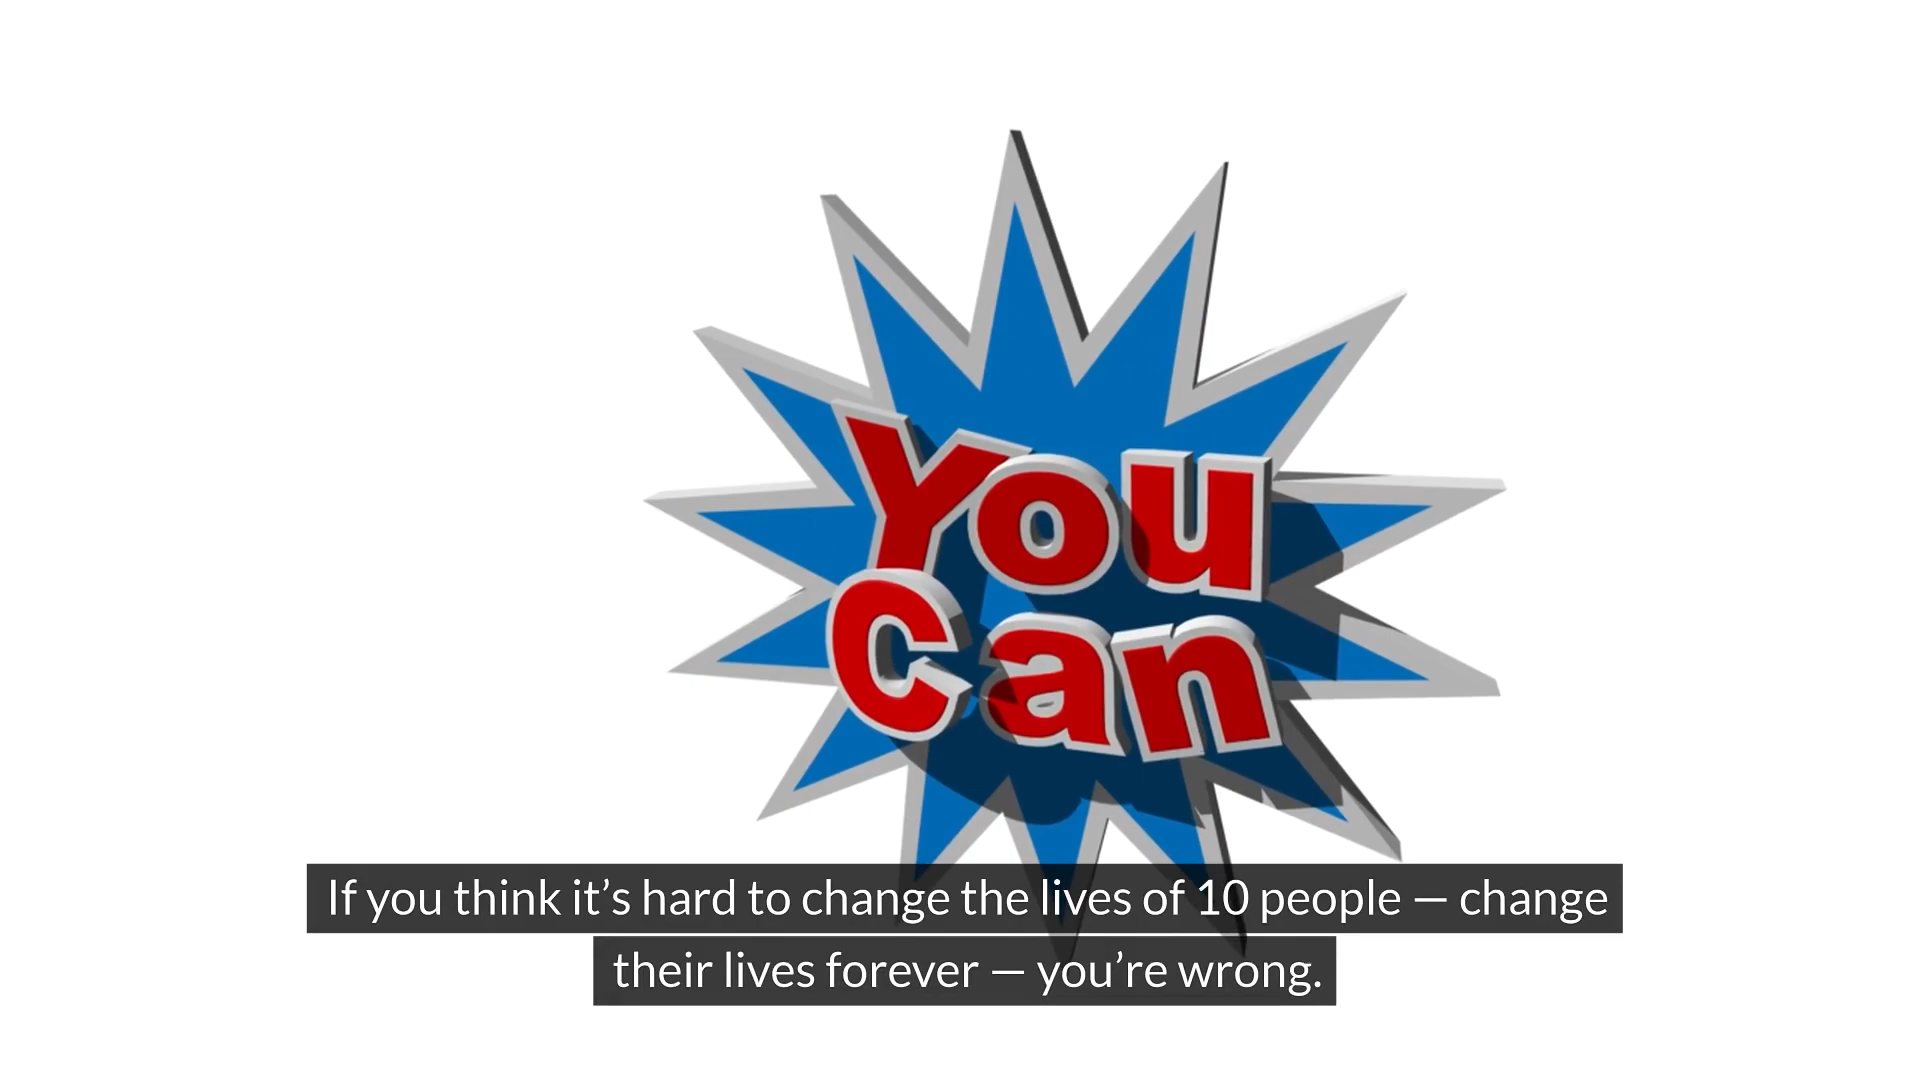 You
Can
If you think it’s hard to change the lives of 10 people — change
their lives forever — you’re wrong.